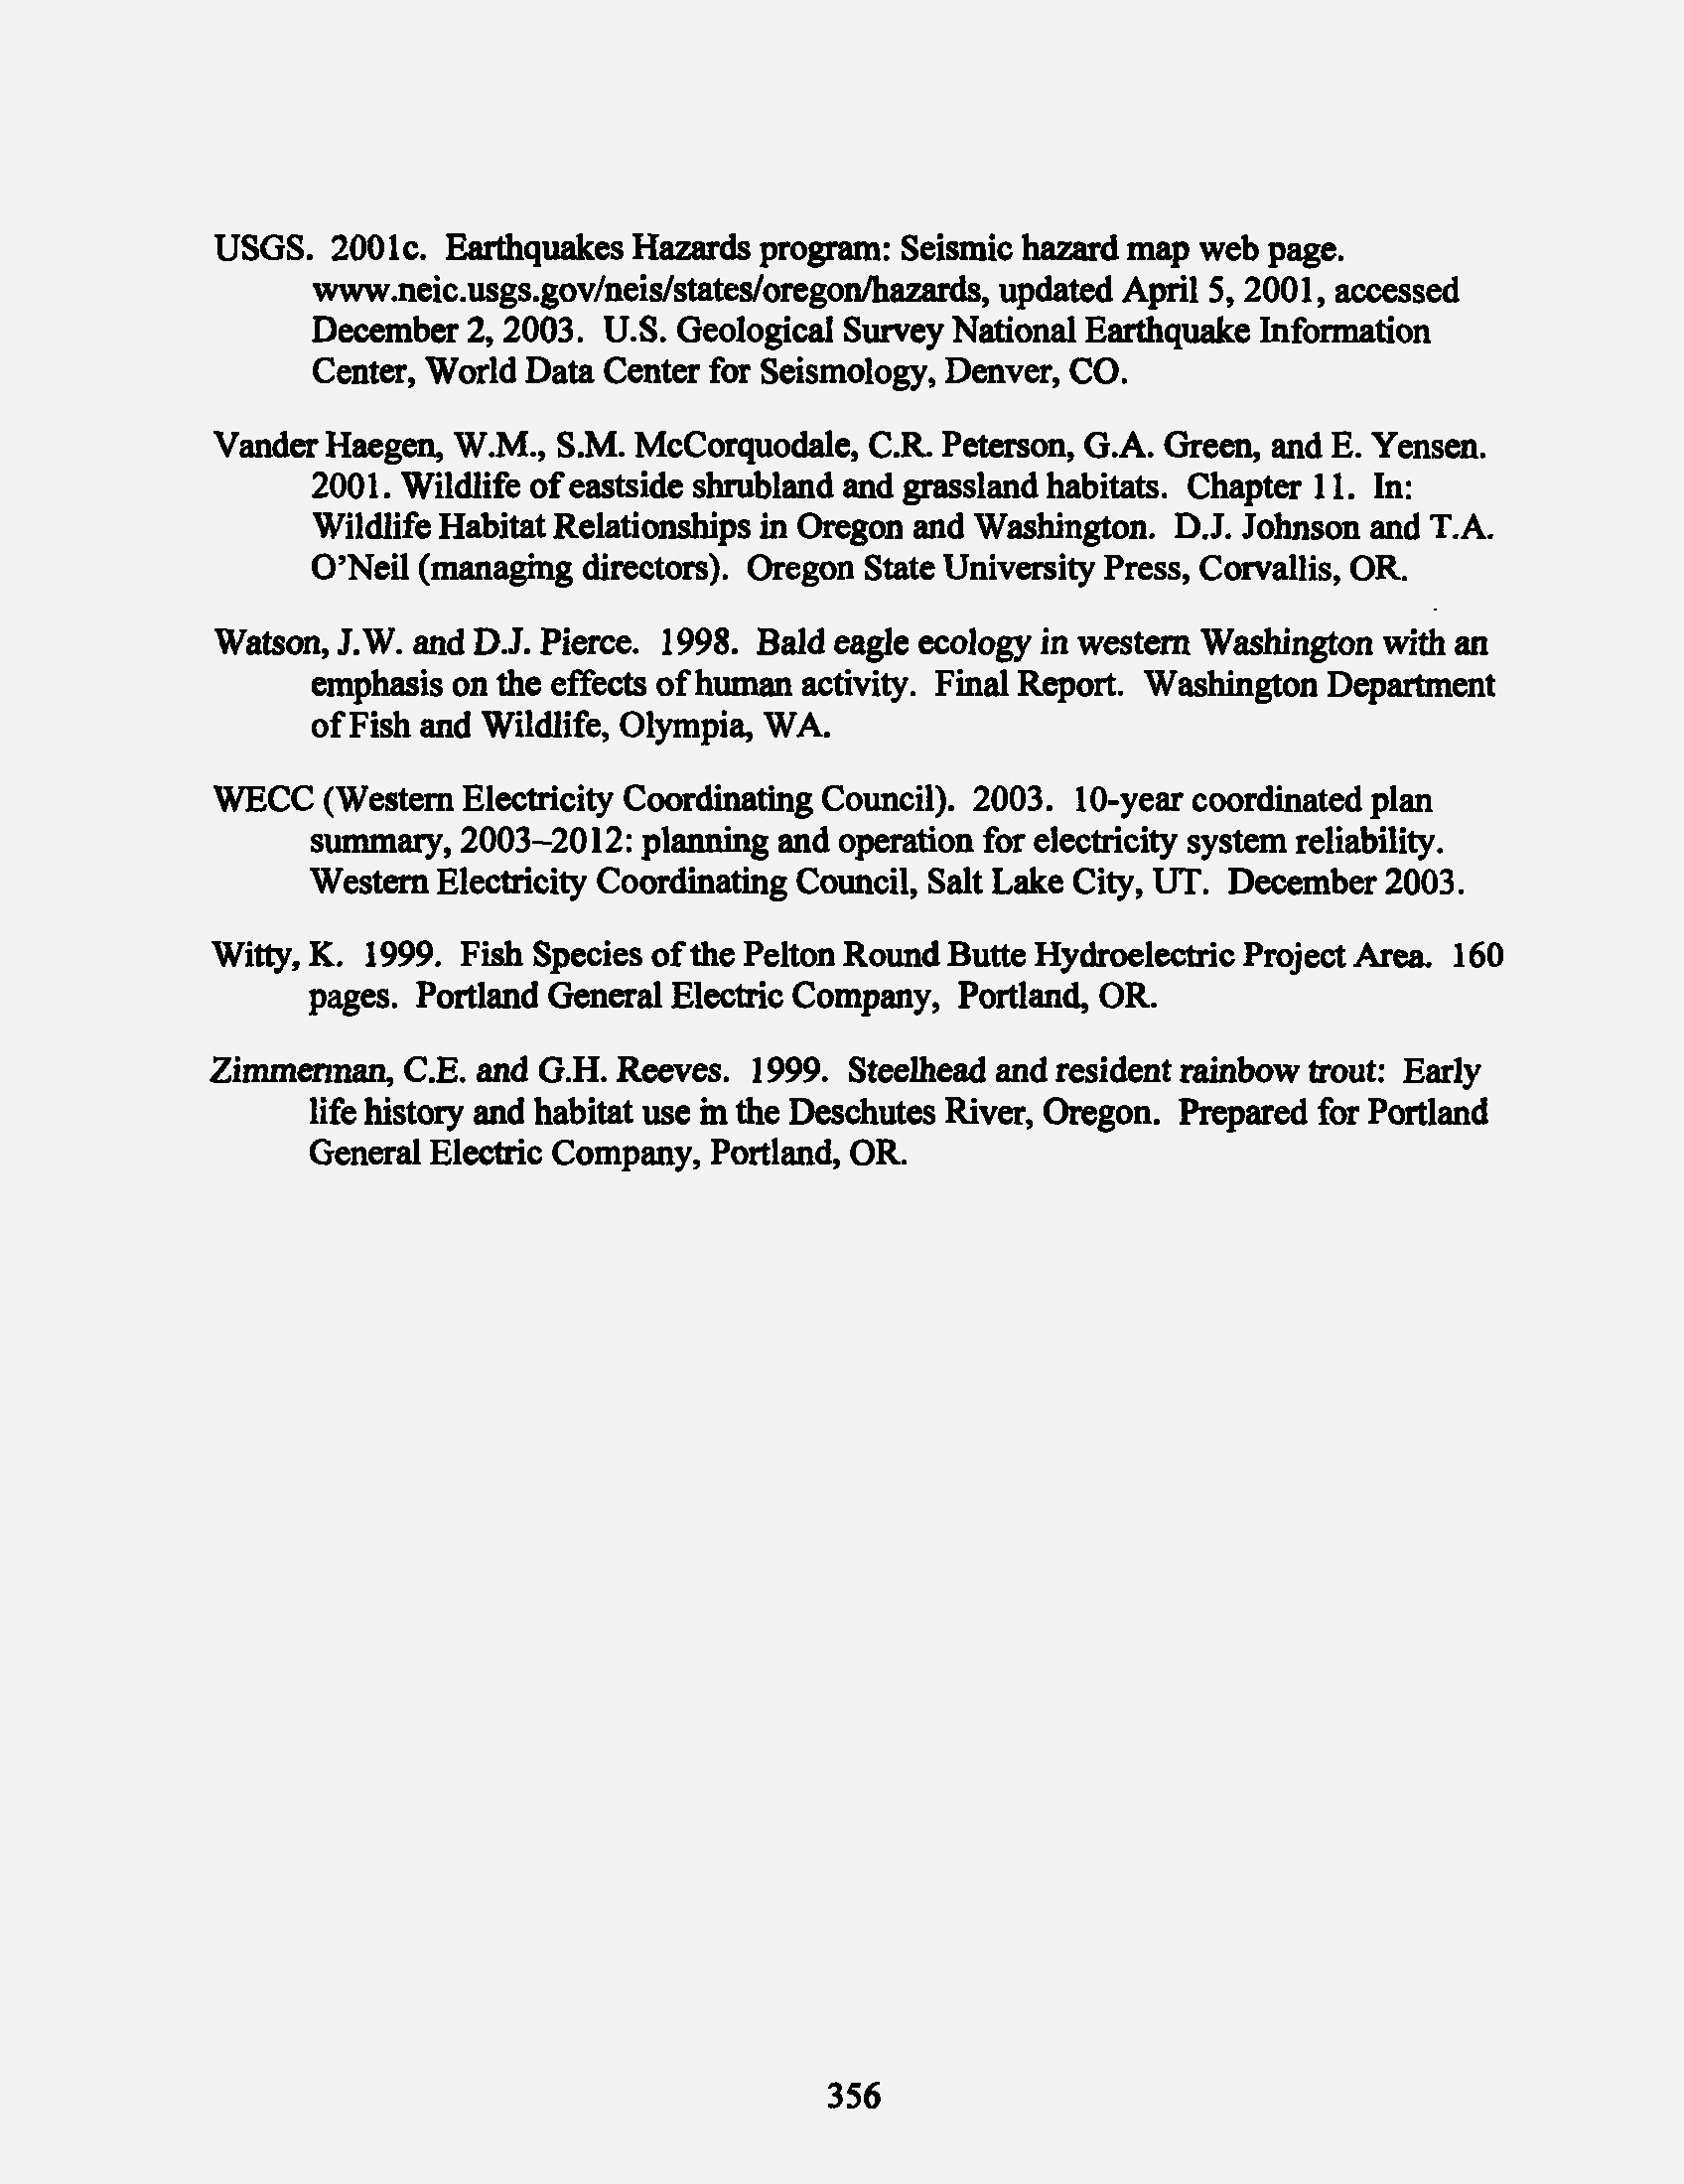 USGS.  2001c.  Earthquakes Hazards program: Seismic hazard map web page.
www.neic.usgs.gov/neis/states/oregon/hazards, updated April 5, 2001, accessed
December 2, 2003.  U.S. Geological Survey National Earthquake Information
Center, World Data Center for Seismology, Denver, CO.
Vander Haegen, W.M., S.M. McCorquodale, C.R. Peterson, G.A. Green, and E. Yensen.
2001. Wildlife of eastside shrubland and grassland habitats.  Chapter 11.  In:
Wildlife Habitat Relationships in Oregon and Washington.  D.J. Johnson and T.A.
O’Neil (managing directors).  Oregon State University Press, Corvallis, OR.
Watson, J.W. and D.J. Pierce.  1998.  Bald eagle ecology in western Washington with an
emphasis on the effects of human activity.  Final Report.  Washington Department
of Fish and Wildlife, Olympia, WA.
WECC (Western Electricity Coordinating Council).  2003.  10-year coordinated plan
summary, 2003–2012: planning and operation for electricity system reliability.
Western Electricity Coordinating Council, Salt Lake City, UT.  December 2003.
Witty, K.  1999.  Fish Species of the Pelton Round Butte Hydroelectric Project Area.  160
pages.  Portland General Electric Company,  Portland, OR.
Zimmerman, C.E. and G.H. Reeves.  1999.  Steelhead and resident rainbow trout:  Early
life history and habitat use in the Deschutes River, Oregon.  Prepared for Portland
General Electric Company, Portland, OR.
356